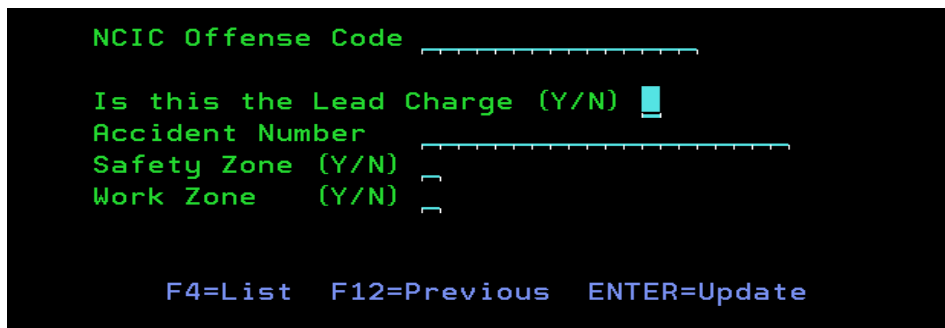 NCIC Offense Code
Is this the Lead Charge (Y/N)
Accident Number
Safety Zone (Y/N)
Work Zone (Y/N)
F4=List F12=Previous ENTER=Update